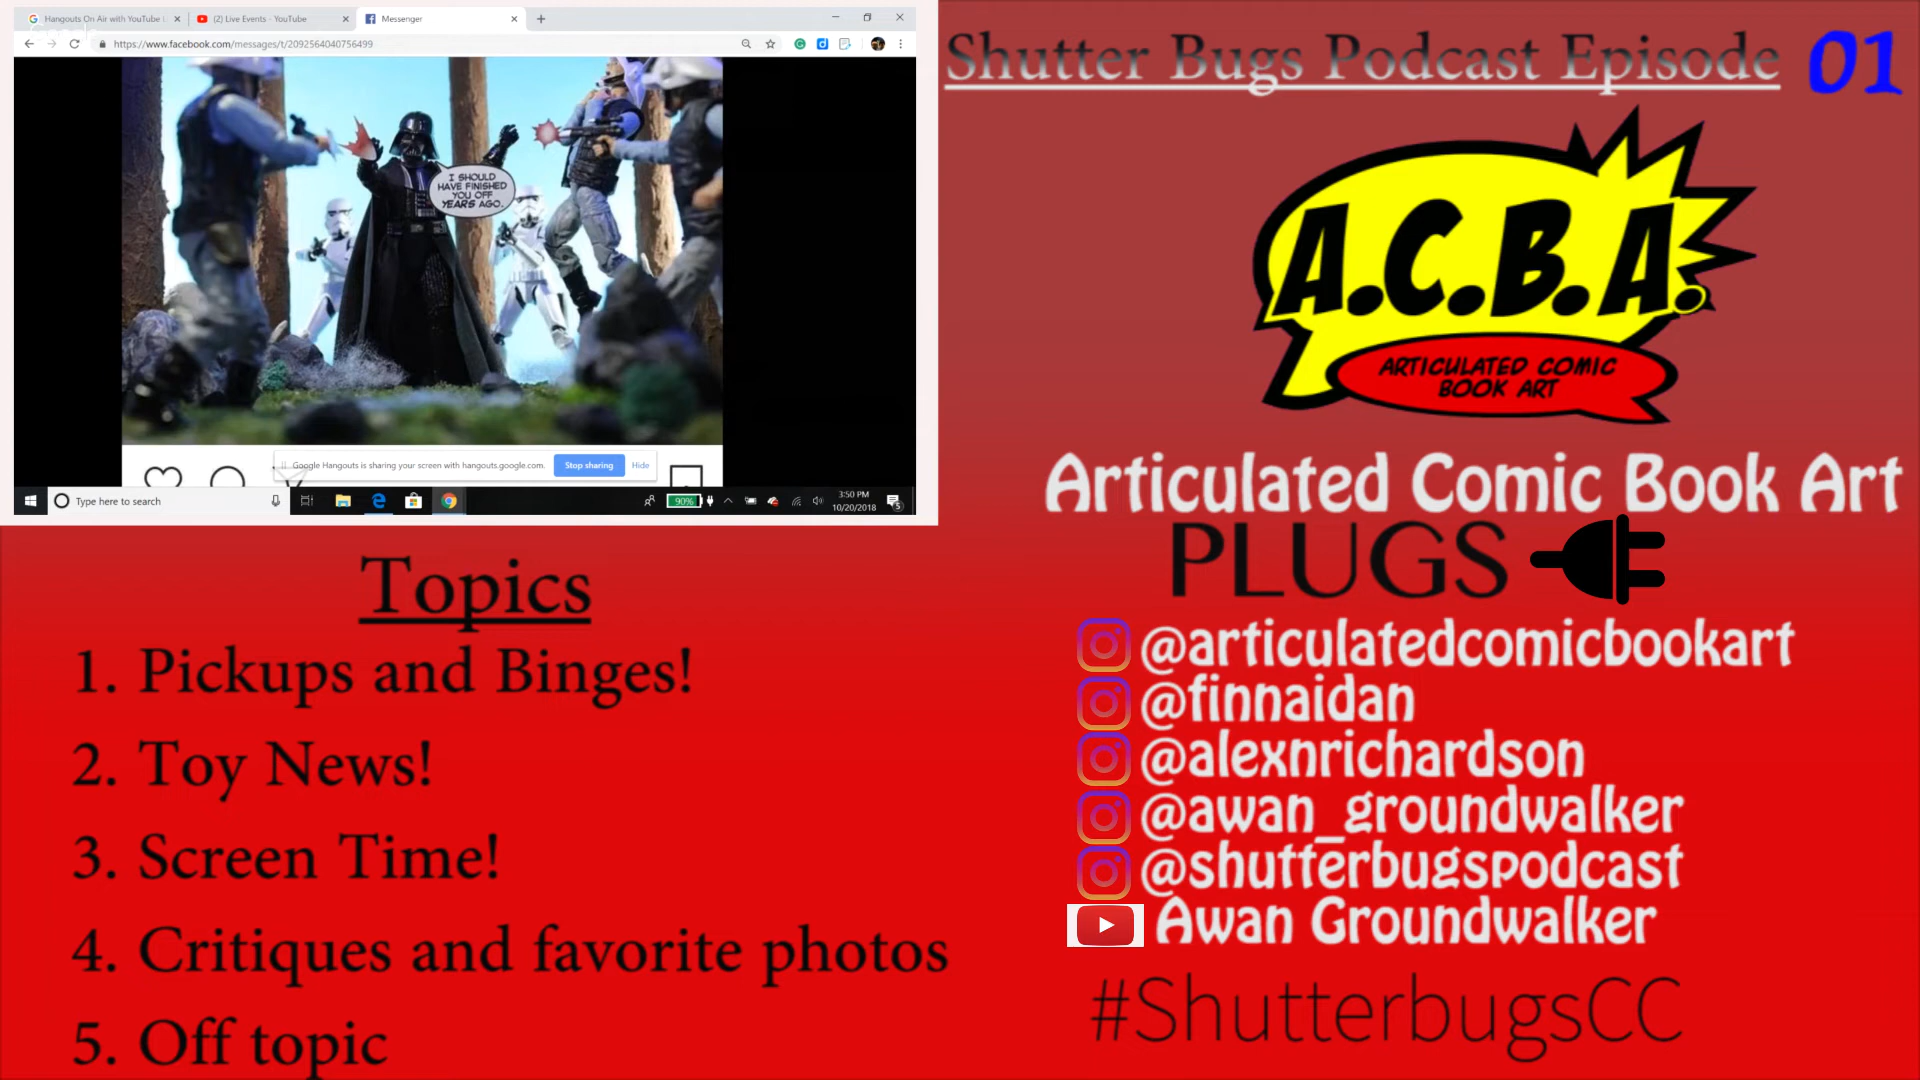 Hangouts On Air with YouTube
(2) Live Events - YouTube
Messenger
Google
https://www.facebook.com/messages/t/2092564040756499
I SHOULD
HAVE FINISHED
YOU OFF
YEARS AGO.
Google Hangouts is sharing your screen with hangouts.google.com.
Stop sharing
Hide
Type here to search
90%
3:50 PM
10/20/2018
5
Shutter Bugs Podcast Episode 01
A.C.B.A.
ARTICULATED COMIC
BOOK ART
Articulated Comic Book Art
PLUGS
@articulatedcomicbookart
@finnaidan
@alexnrichardson
@awan_groundwalker
@shutterbugspodcast
Awan Groundwalker
#ShutterbugsCC
Topics
1. Pickups and Binges!
2. Toy News!
3. Screen Time!
4. Critiques and favorite photos
5. Off topic